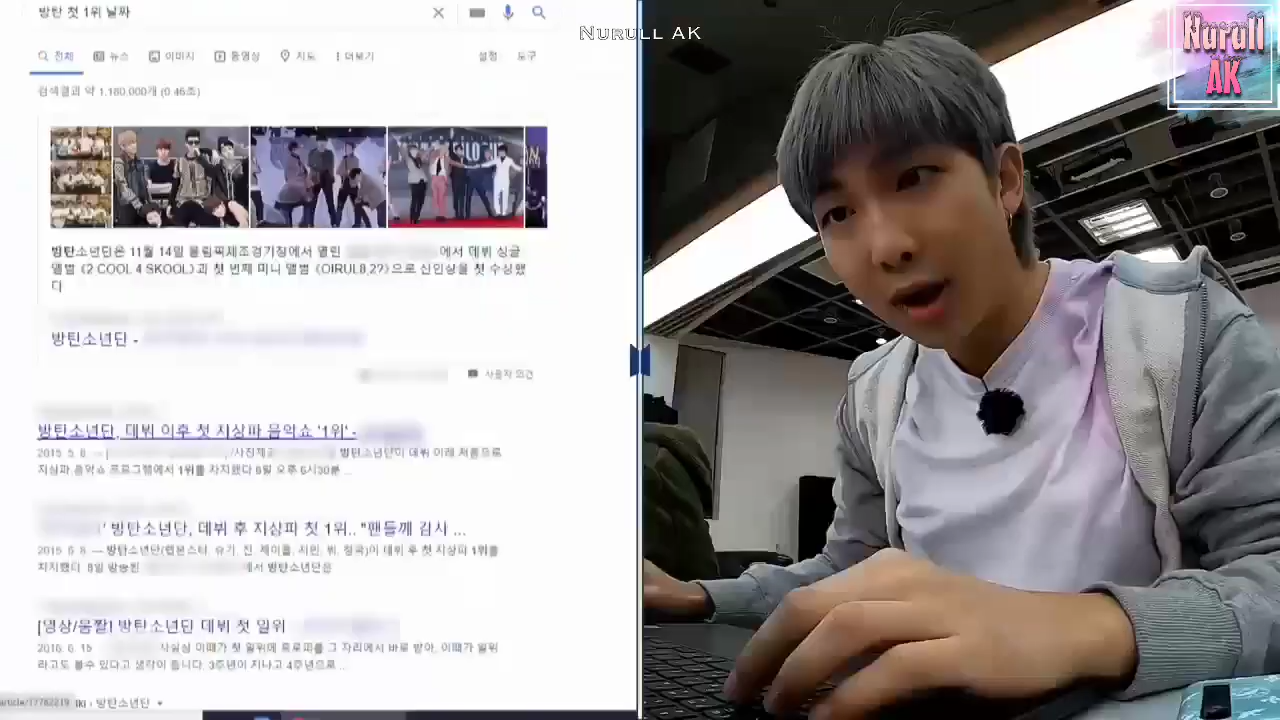 방탄 첫 1위 날짜
NURULL AK
Nurull
AK
전체 뉴스 이미지 동영상 지도 더보기 설정 도구
검색결과 약 1,180,000개 (0.46초)
방탄소년단은 11월 14일 올림픽체조경기장에서 열린 에서 데뷔 싱글
앨범 《2 COOL 4 SKOOL》과 첫 번째 미니 앨범 《O!RUL8,2?》으로 신인상을 첫 수상했
다
방탄소년단 -
사용자 의견
방탄소년단, 데뷔 이후 첫 지상파 음악쇼 '1위' -
2015. 5. 8. — 방탄소년단이 데뷔 이래 처음으로
지상파 음악쇼 프로그램에서 1위를 차지했다 8일 오후 6시30분 ...
' 방탄소년단, 데뷔 후 지상파 첫 1위.. "팬들께 감사 ...
2015. 5. 8. — 방탄소년단(랩몬스터, 슈가, 진, 제이홉, 지민, 뷔, 정국)이 데뷔 후 첫 지상파 1위를
차지했다. 8일 방송된 에서 방탄소년단은
[영상/움짤] 방탄소년단 데뷔 첫 일위
사실상 이때가 첫 일위에 트로피를 그 자리에서 바로 받아, 이때가 일위
라고도 볼수 있다고 생각이 듭니다. 3주년이 지나고 4주년으로 ...
article/17762219 iki › 방탄소년단